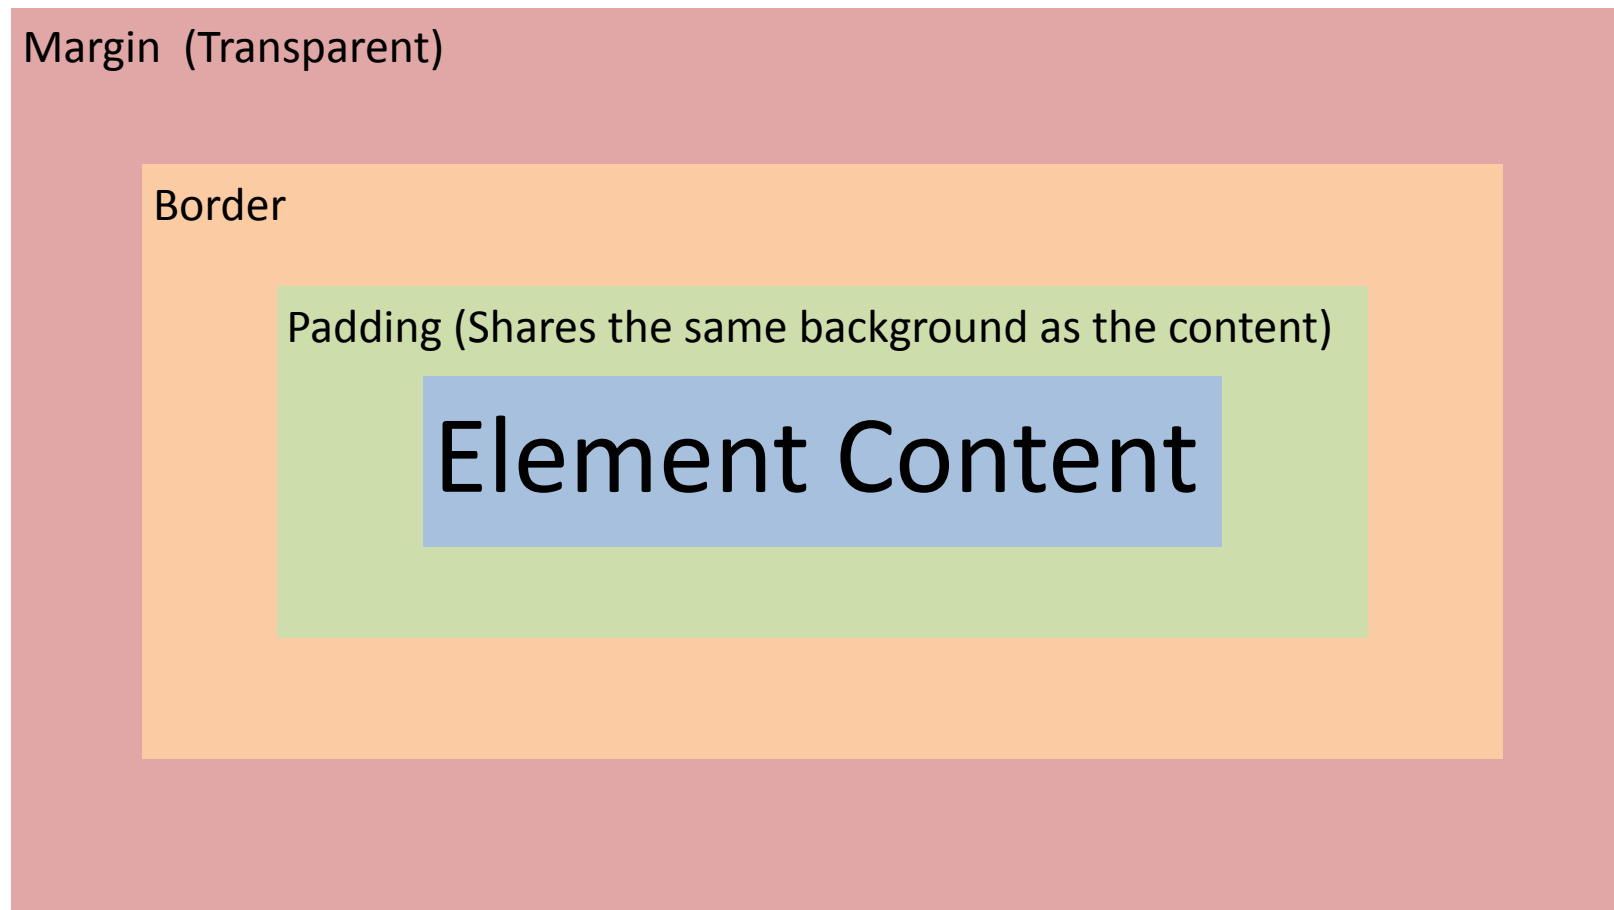 Margin  (Transparent)
Border
Padding (Shares the same background as the content)
Element Content